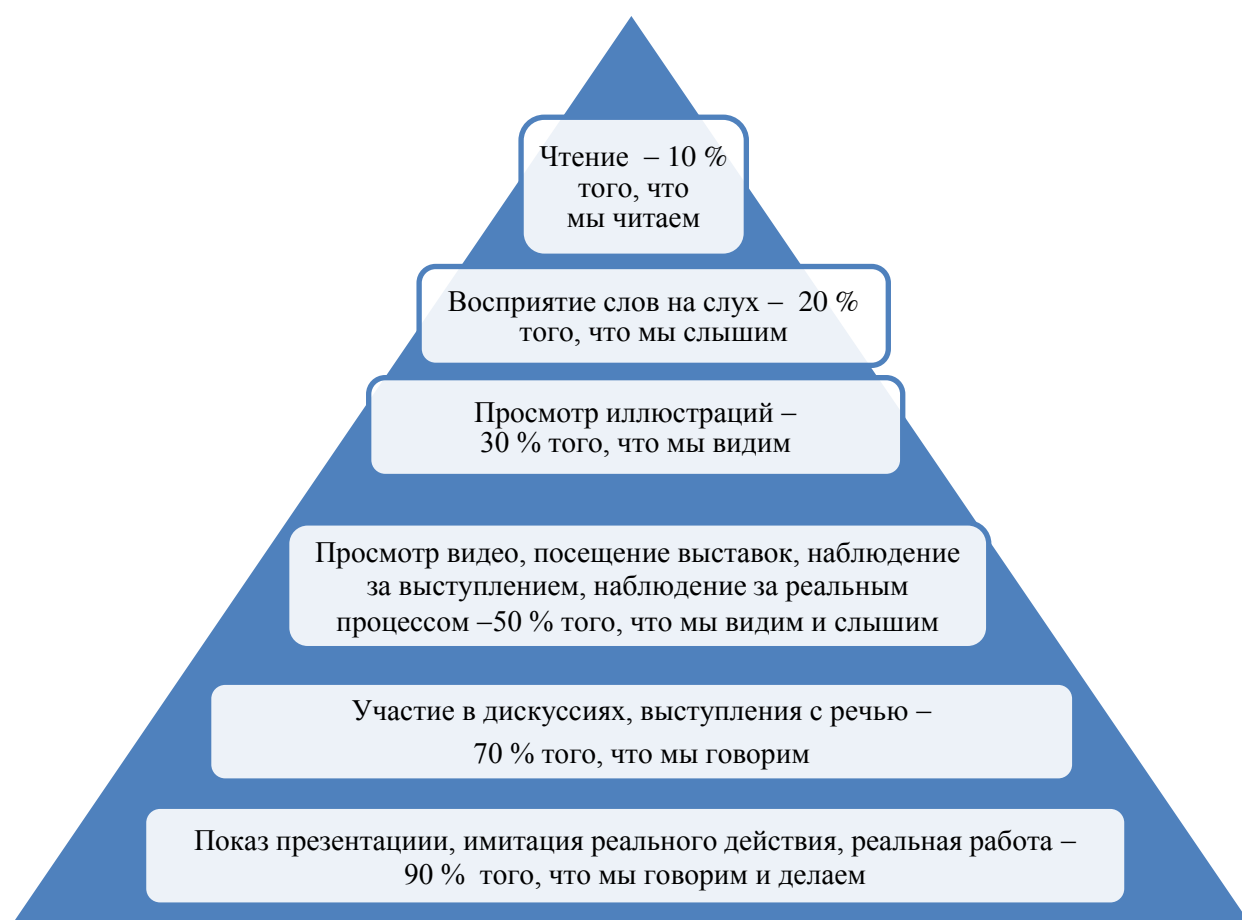 Чтение – 10 %
того, что
мы читаем
Восприятие слов на слух – 20 %
того, что мы слышим
Просмотр иллюстраций –
30 % того, что мы видим
Просмотр видео, посещение выставок, наблюдение
за выступлением, наблюдение за реальным
процессом –50 % того, что мы видим и слышим
Участие в дискуссиях, выступления с речью –
70 % того, что мы говорим
Показ презентациии, имитация реального действия, реальная работа –
90 % того, что мы говорим и делаем